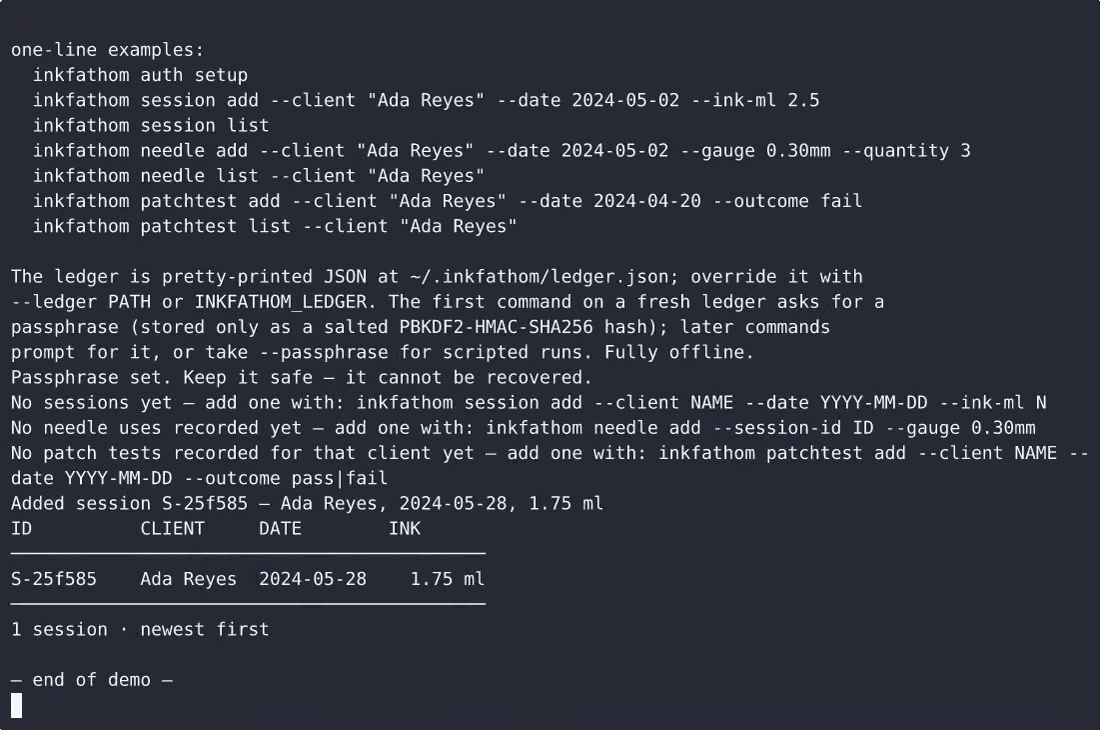 one-line examples:
  inkfathom auth setup
  inkfathom session add --client "Ada Reyes" --date 2024-05-02 --ink-ml 2.5
  inkfathom session list
  inkfathom needle add --client "Ada Reyes" --date 2024-05-02 --gauge 0.30mm --quantity 3
  inkfathom needle list --client "Ada Reyes"
  inkfathom patchtest add --client "Ada Reyes" --date 2024-04-20 --outcome fail
  inkfathom patchtest list --client "Ada Reyes"

The ledger is pretty-printed JSON at ~/.inkfathom/ledger.json; override it with
--ledger PATH or INKFATHOM_LEDGER. The first command on a fresh ledger asks for a
passphrase (stored only as a salted PBKDF2-HMAC-SHA256 hash); later commands
prompt for it, or take --passphrase for scripted runs. Fully offline.
Passphrase set. Keep it safe — it cannot be recovered.
No sessions yet — add one with: inkfathom session add --client NAME --date YYYY-MM-DD --ink-ml N
No needle uses recorded yet — add one with: inkfathom needle add --session-id ID --gauge 0.30mm
No patch tests recorded for that client yet — add one with: inkfathom patchtest add --client NAME --
date YYYY-MM-DD --outcome pass|fail
Added session S-25f585 — Ada Reyes, 2024-05-28, 1.75 ml
ID          CLIENT     DATE        INK
S-25f585    Ada Reyes  2024-05-28    1.75 ml
1 session · newest first

— end of demo —